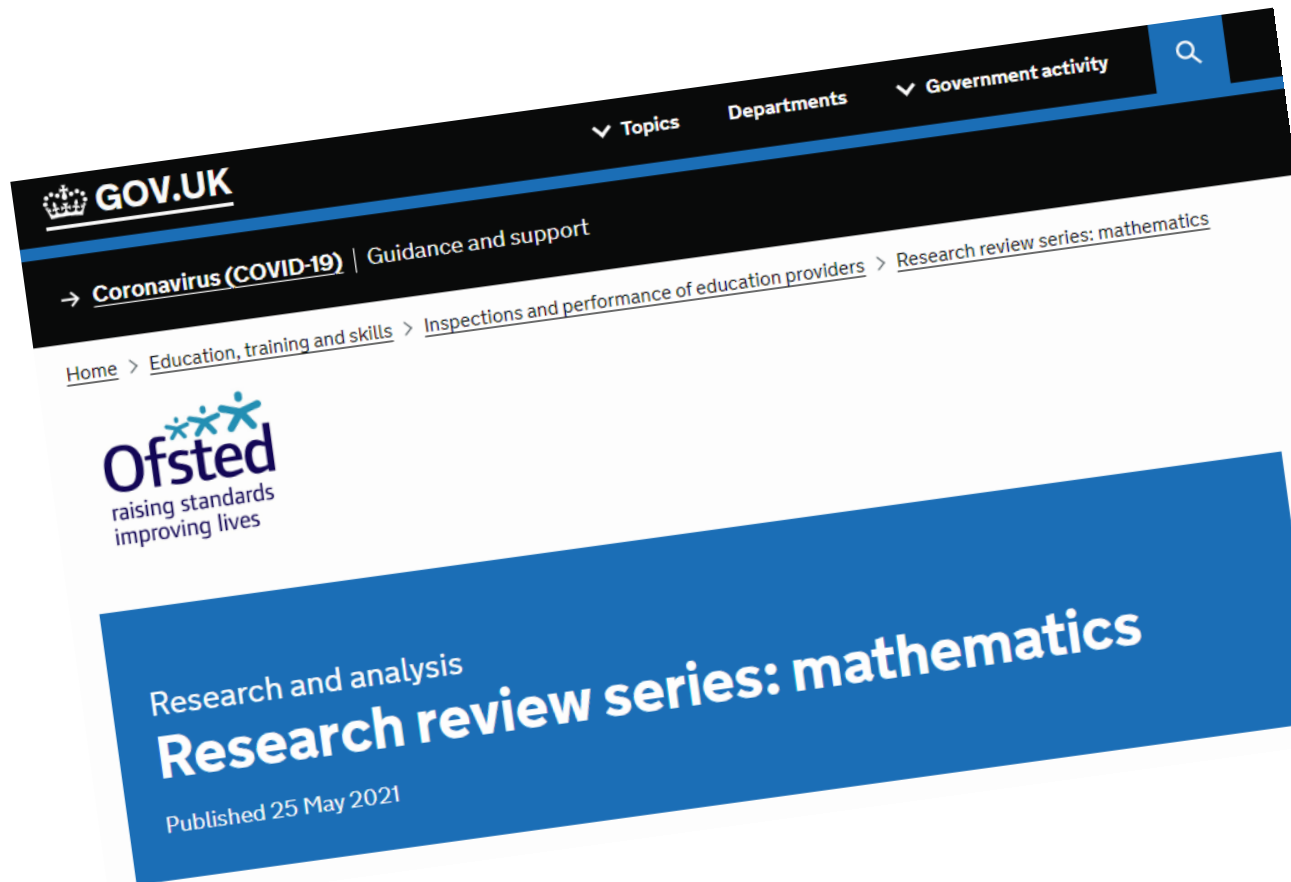 Topics Departments Government activity
GOV.UK
Coronavirus (COVID-19) Guidance and support
Home > Education, training and skills > Inspections and performance of education providers > Research review series: mathematics
Ofsted
raising standards
improving lives
Research and analysis
Research review series: mathematics
Published 25 May 2021